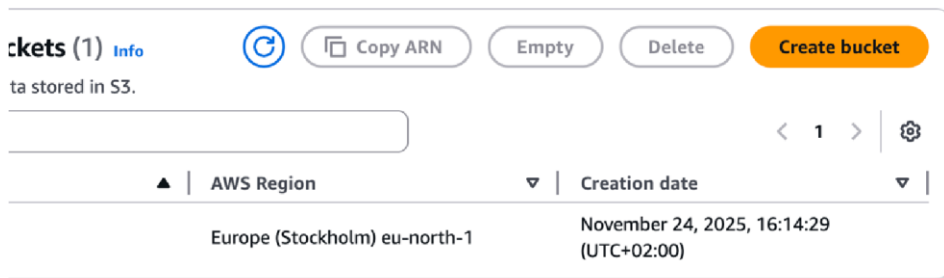 ckets (1) Info Copy ARN Empty Delete Create bucket
ta stored in S3.
1
AWS Region Creation date
Europe (Stockholm) eu-north-1 November 24, 2025, 16:14:29
(UTC+02:00)